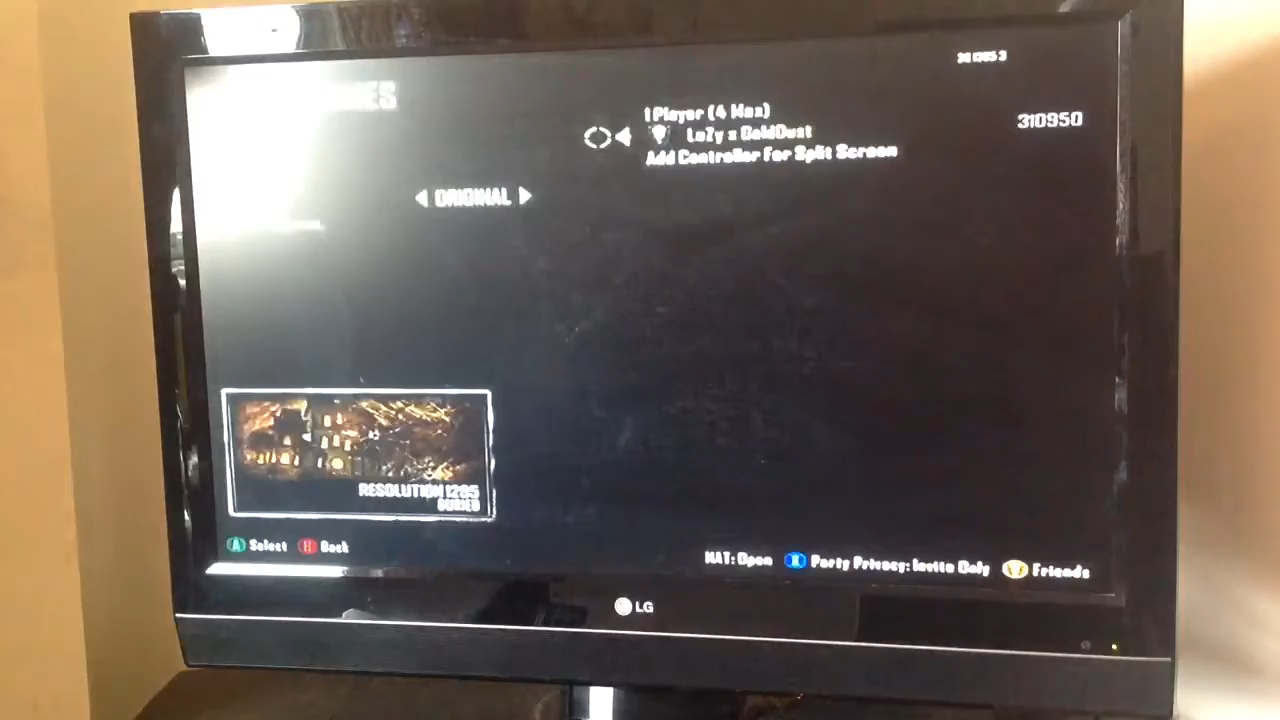 310950
1 Player (4 Max)
LaZy x GoldDust
Add Controller For Split Screen
ORIGINAL
RESOLUTION 1295
BURIED
Select
Back
NAT: Open
Party Privacy: Invite Only
Friends
LG